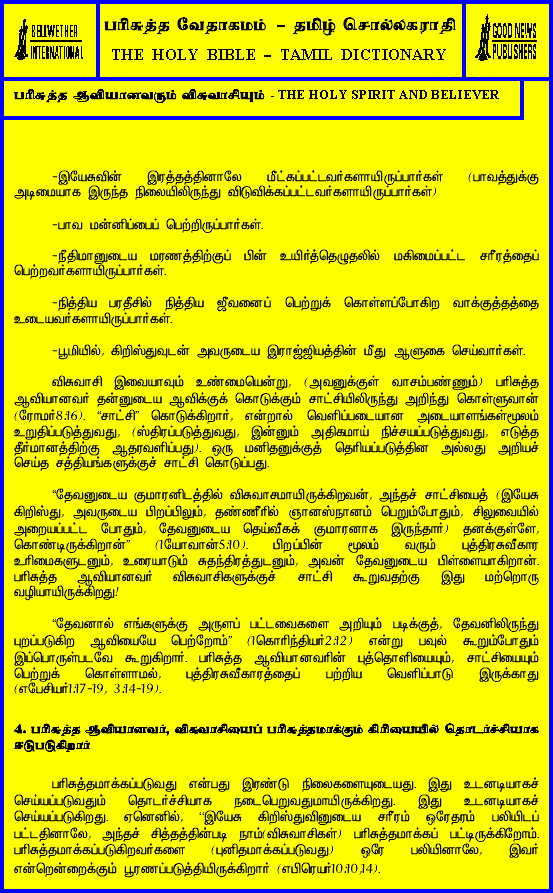 BELLWETHER
INTERNATIONAL
பரிசுத்த வேதாகமம் – தமிழ் சொல்லகராதி
THE HOLY BIBLE – TAMIL DICTIONARY
GOOD NEWS
PUBLISHERS
பரிசுத்த ஆவியானவரும் விசுவாசியும் - THE HOLY SPIRIT AND BELIEVER
-இயேசுவின் இரத்தத்தினாலே மீட்கப்பட்டவர்களாயிருப்பார்கள் (பாவத்துக்கு
அடிமையாக இருந்த நிலையிலிருந்து விடுவிக்கப்பட்டவர்களாயிருப்பார்கள்)
-பாவ மன்னிப்பைப் பெற்றிருப்பார்கள்.
-நீதிமானுடைய மரணத்திற்குப் பின் உயிர்த்தெழுதலில் மகிமைப்பட்ட சரீரத்தைப்
பெற்றவர்களாயிருப்பார்கள்.
-நித்திய பரதீசில் நித்திய ஜீவனைப் பெற்றுக் கொள்ளப்போகிற வாக்குத்தத்தை
உடையவர்களாயிருப்பார்கள்.
-பூமியில், கிறிஸ்துவுடன் அவருடைய இராஜ்ஜியத்தின் மீது ஆளுகை செய்வார்கள்.
விசுவாசி இவையாவும் உண்மையென்று, (அவனுக்குள் வாசம்பண்ணும்) பரிசுத்த
ஆவியானவர் தன்னுடைய ஆவிக்குக் கொடுக்கும் சாட்சியிலிருந்து அறிந்து கொள்ளுவான்
(ரோமர்8:16). “சாட்சி” கொடுக்கிறார், என்றால் வெளிப்படையான அடையாளங்கள்மூலம்
உறுதிப்படுத்துவது, (ஸ்திரப்படுத்துவது, இன்னும் அதிகமாய் நிச்சயப்படுத்துவது, எடுத்த
தீர்மானத்திற்கு ஆதரவளிப்பது). ஒரு மனிதனுக்குத் தெரியப்படுத்தின அல்லது அறியச்
செய்த சத்தியங்களுக்குச் சாட்சி கொடுப்பது.
“தேவனுடைய குமாரனிடத்தில் விசுவாசமாயிருக்கிறவன், அந்தச் சாட்சியைத் (இயேசு
கிறிஸ்து, அவருடைய பிறப்பிலும், தண்ணீரில் ஞானஸ்நானம் பெறும்போதும், சிலுவையில்
அறையப்பட்ட போதும், தேவனுடைய தெய்வீகக் குமாரனாக இருந்தார்) தனக்குள்ளே,
கொண்டிருக்கிறான்” (1யோவான்5:10). பிறப்பின் மூலம் வரும் புத்திரசுவீகார
உரிமைகளுடனும், உரையாடும் சுதந்திரத்துடனும், அவன் தேவனுடைய பிள்ளையாகிறான்.
பரிசுத்த ஆவியானவர் விசுவாசிகளுக்குச் சாட்சி கூறுவதற்கு இது மற்றொரு
வழியாயிருக்கிறது!
“தேவனால் எங்களுக்கு அருளப் பட்டவைகளை அறியும் படிக்குத், தேவனிலிருந்து
புறப்படுகிற ஆவியையே பெற்றோம்” (1கொரிந்தியர்2:12) என்று பவுல் கூறும்போதும்
இப்பொருள்படவே கூறுகிறார். பரிசுத்த ஆவியானவரின் புத்தொளியையும், சாட்சியையும்
பெற்றுக் கொள்ளாமல், புத்திரசுவீகாரத்தைப் பற்றிய வெளிப்பாடு இருக்காது
(எபேசியர்1:17-19, 3:14-19).
4. பரிசுத்த ஆவியானவர், விசுவாசியைப் பரிசுத்தமாக்கும் கிரியையில் தொடர்ச்சியாக
ஈடுபடுகிறார்
பரிசுத்தமாக்கப்படுவது என்பது இரண்டு நிலைகளையுடையது. இது உடனடியாகச்
செய்யப்படுவதும் தொடர்ச்சியாக நடைபெறுவதுமாயிருக்கிறது. இது உடனடியாகச்
செய்யப்படுகிறது. ஏனெனில், “இயேசு கிறிஸ்துவினுடைய சரீரம் ஒரேதரம் பலியிடப்
பட்டதினாலே, அந்தச் சித்தத்தின்படி நாம்(விசுவாசிகள்) பரிசுத்தமாக்கப் பட்டிருக்கிறோம்.
பரிசுத்தமாக்கப்படுகிறவர்களை (புனிதமாக்கப்படுவது) ஒரே பலியினாலே, இவர்
என்றென்றைக்கும் பூரணப்படுத்தியிருக்கிறார் (எபிரெயர்10:10,14).